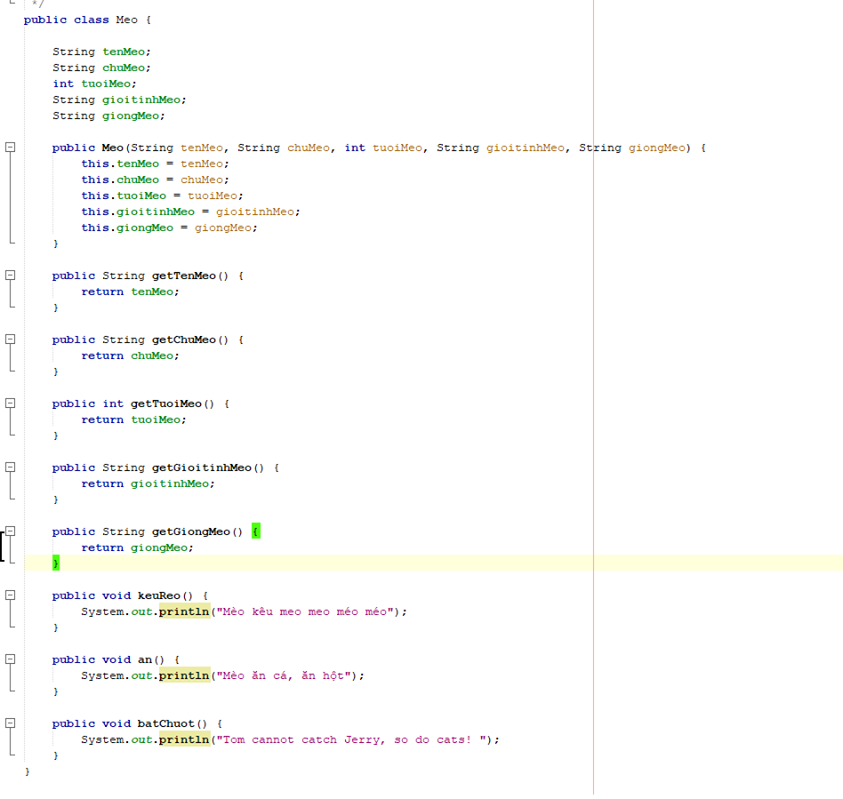 */
public class Meo {
String tenMeo;
String chuMeo;
int tuoiMeo;
String gioitinhMeo;
String giongMeo;
public Meo(String tenMeo, String chuMeo, int tuoiMeo, String gioitinhMeo, String giongMeo) {
this.tenMeo = tenMeo;
this.chuMeo = chuMeo;
this.tuoiMeo = tuoiMeo;
this.gioitinhMeo = gioitinhMeo;
this.giongMeo = giongMeo;
}
public String getTenMeo() {
return tenMeo;
}
public String getChuMeo() {
return chuMeo;
}
public int getTuoiMeo() {
return tuoiMeo;
}
public String getGioitinhMeo() {
return gioitinhMeo;
}
public String getGiongMeo() {
return giongMeo;
}
public void keuReo() {
System.out.println("Mèo kêu meo meo méo méo");
}
public void an() {
System.out.println("Mèo ăn cá, ăn hột");
}
public void batChuot() {
System.out.println("Tom cannot catch Jerry, so do cats! ");
}
}